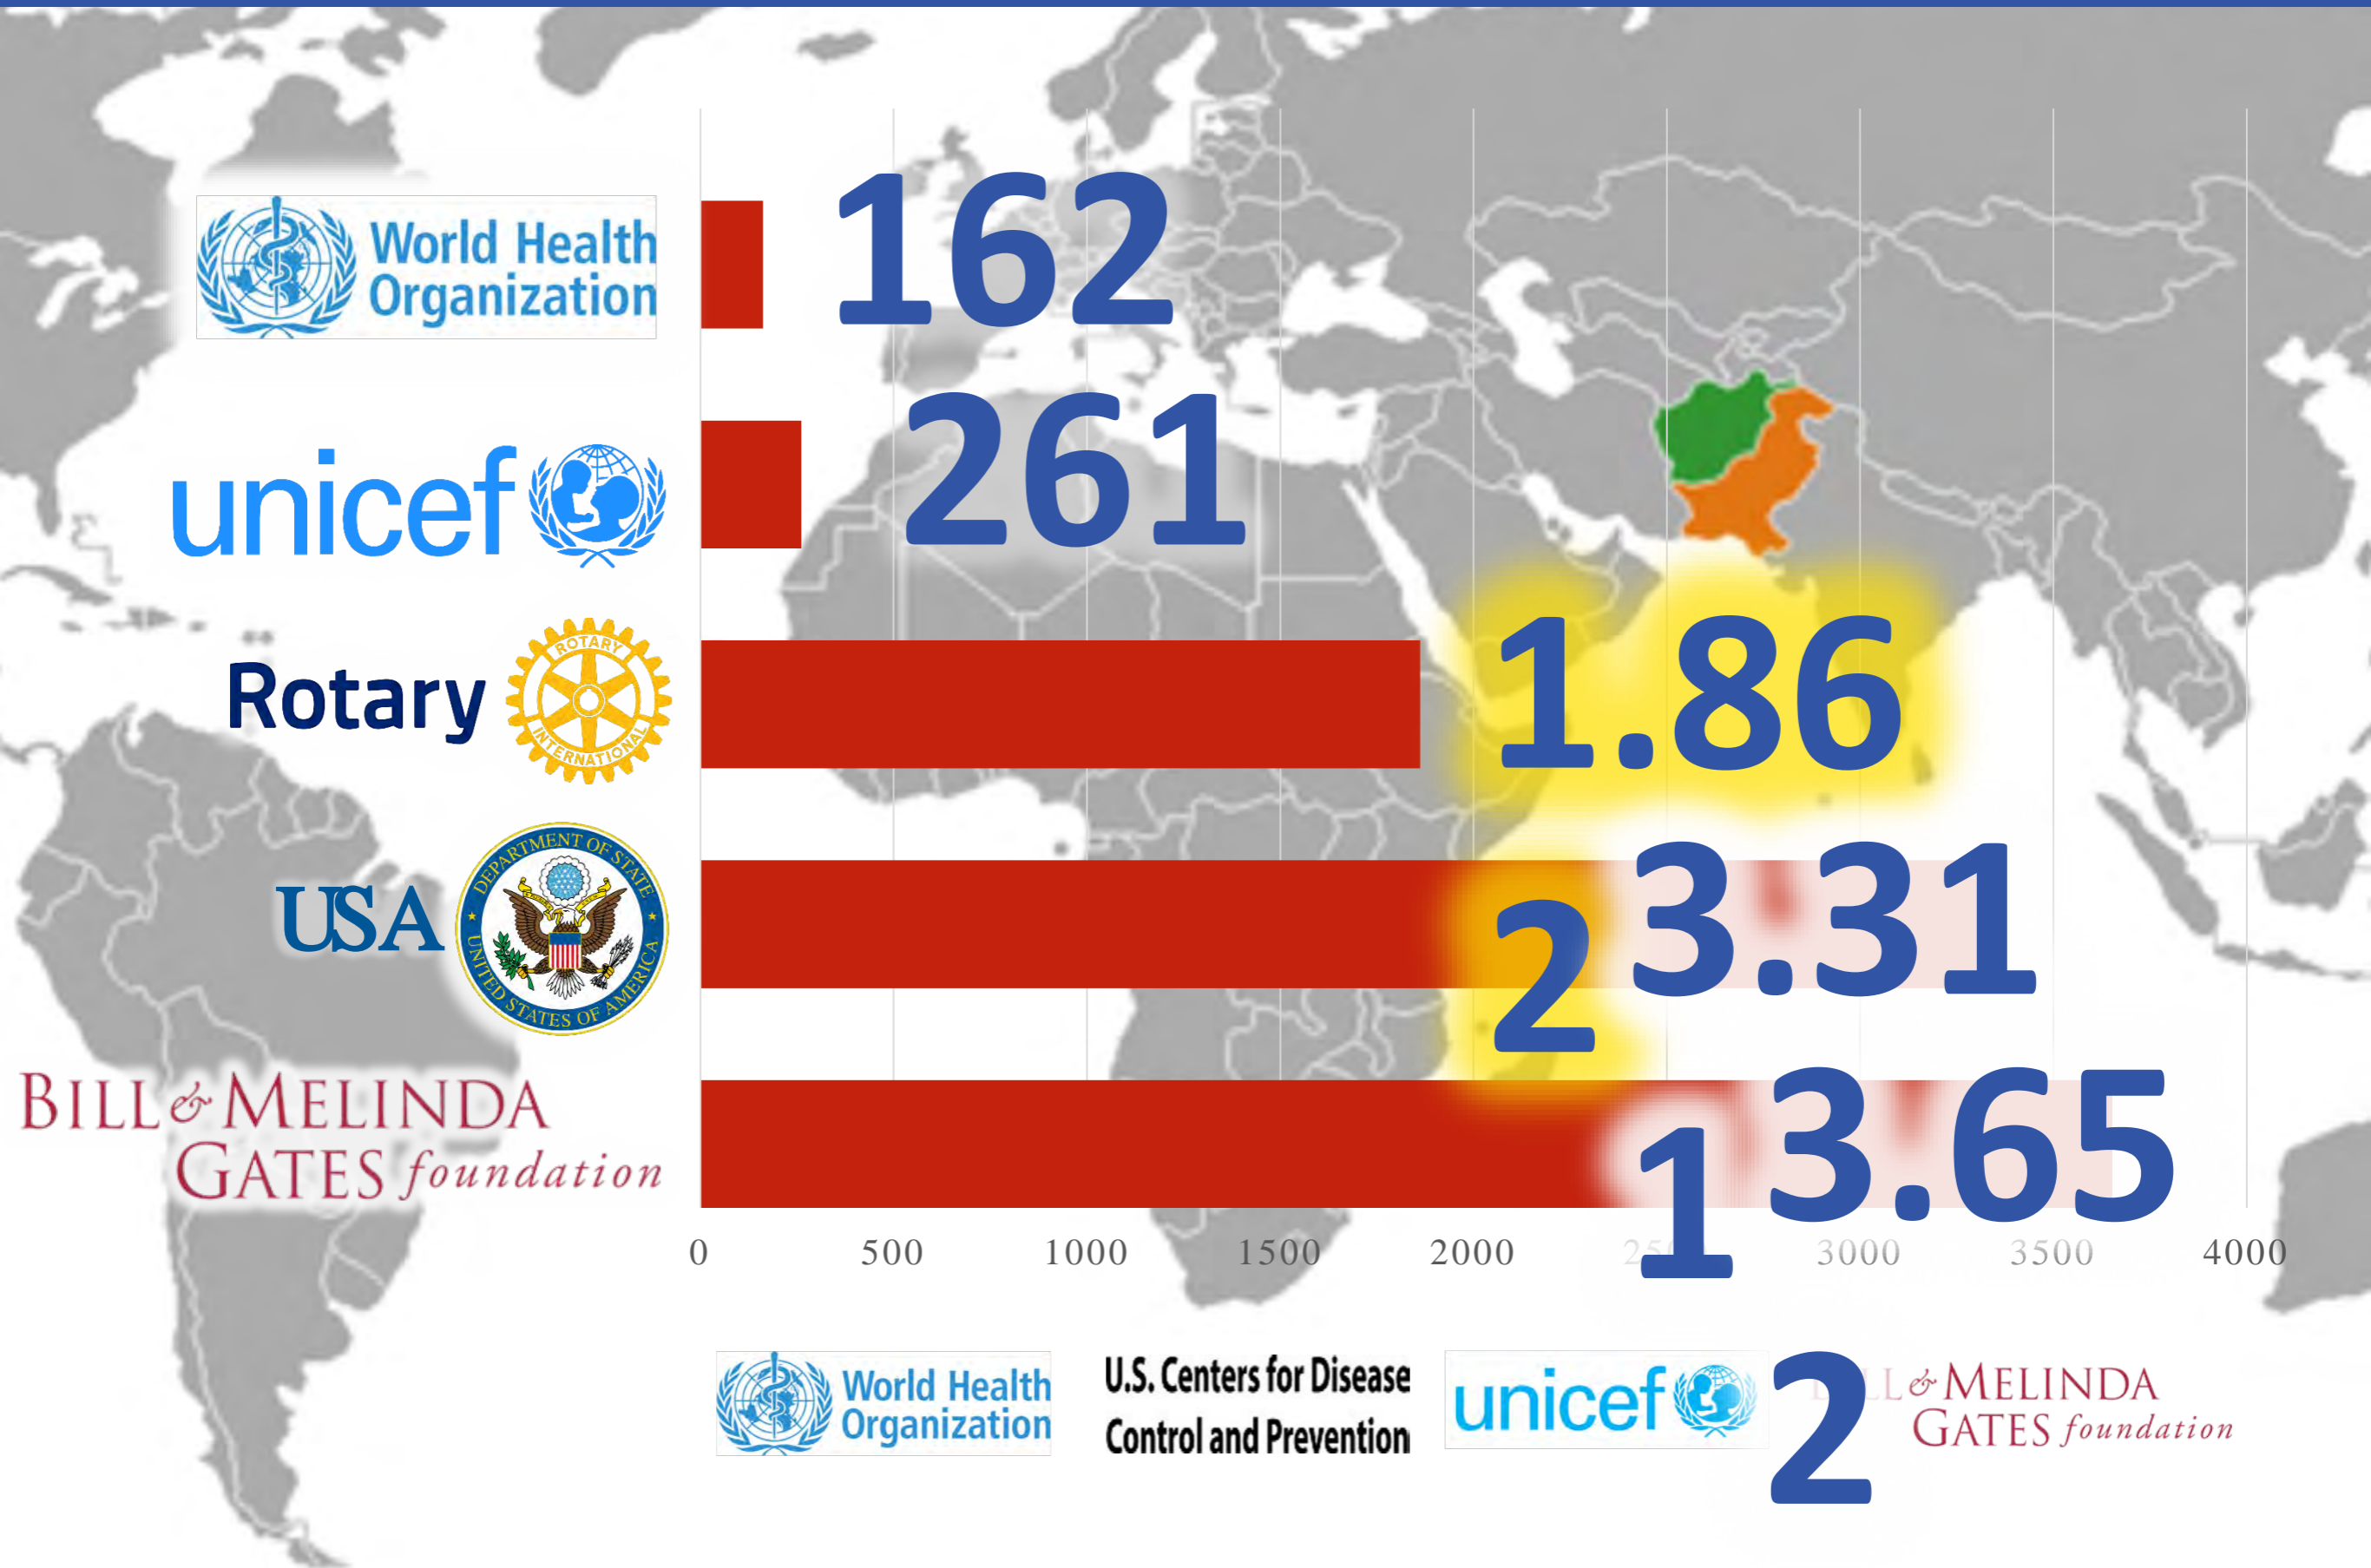 World Health
Organization
162
unicef
261
Rotary
ROTARY
INTERNATIONAL
1.86
2
USA
DEPARTMENT OF STATE
UNITED STATES OF AMERICA
3.31
1
BILL & MELINDA
GATES foundation
3.65
2
0 500 1000 1500 2000 3000 3500 4000
World Health
Organization
U.S. Centers for Disease
Control and Prevention
unicef
& MELINDA
GATES foundation